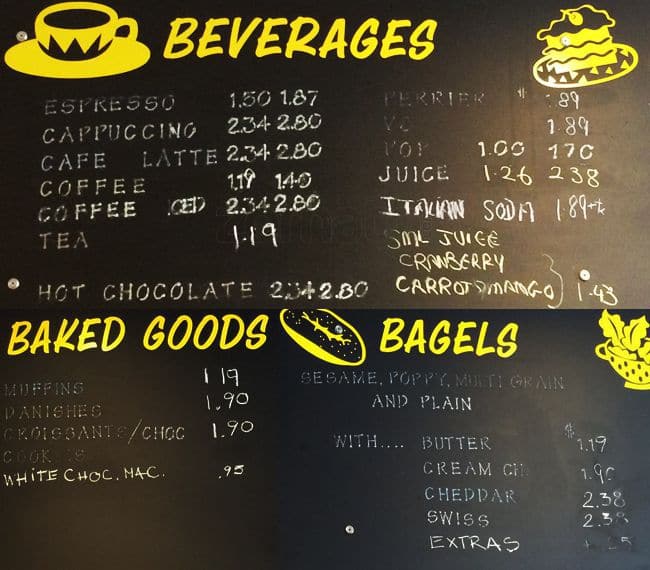 BEVERAGES
ESPRESSO 1.50 1.87
CAPPUCCINO 2.34 2.80
CAFE LATTE 2.34 2.80
COFFEE 1.19 1.40
COFFEE ICED 2.34 2.80
TEA 1.19
HOT CHOCOLATE 2.34 2.80
PERRIER $ 1.89
1.89
POP 1.00 1.70
JUICE 1.26 2.38
ITALIAN SODA 1.89+tx
SML JUICE
CRANBERRY
CARROT MANGO } 1.43
BAKED GOODS
MUFFINS 1.19
DANISHES 1.90
CROISSANTS/CHOC 1.90
WHITE CHOC. MAC. .95
BAGELS
SESAME, POPPY, MULTI GRAIN
AND PLAIN
WITH.... BUTTER $1.19
CREAM CH. 1.90
CHEDDAR 2.38
SWISS 2.38
EXTRAS